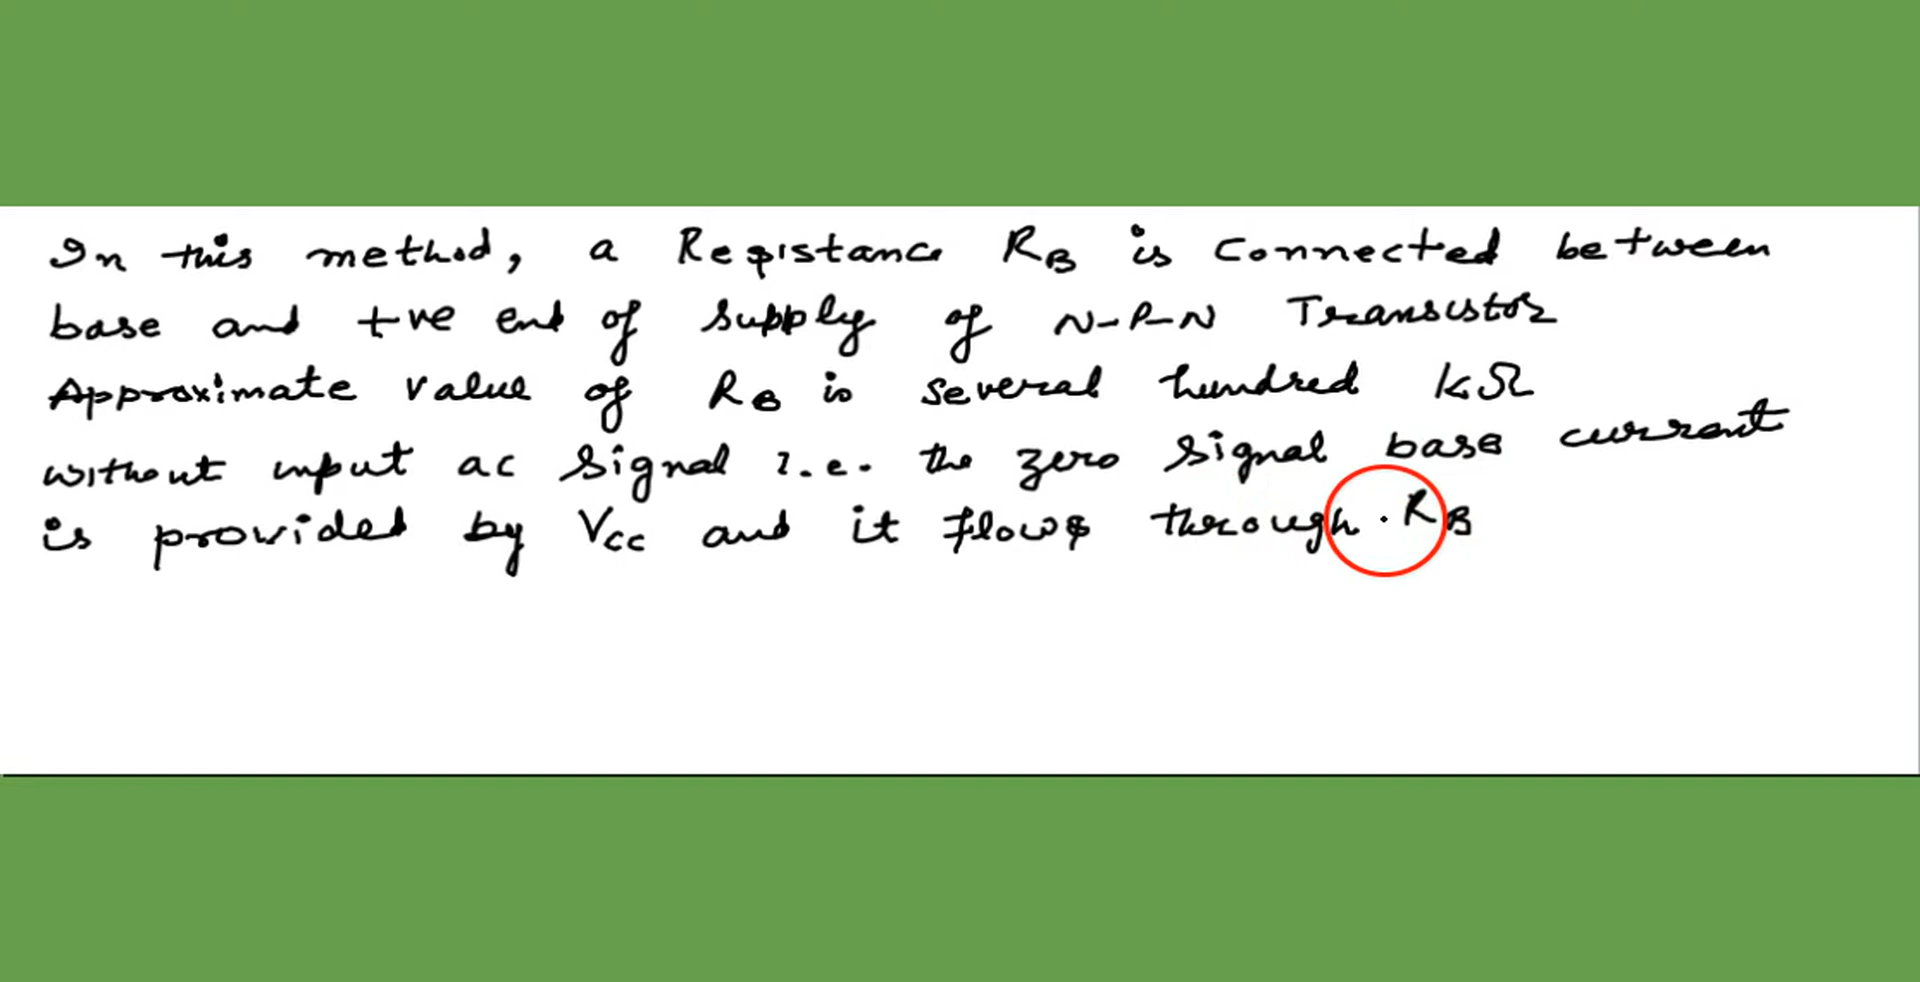 In this method, a Resistance RB is connected between
base and +ve end of supply of N-P-N Transistor
Approximate value of RB is several hundred kΩ
without input ac signal i.e. the zero signal base current
is provided by Vcc and it flows through RB